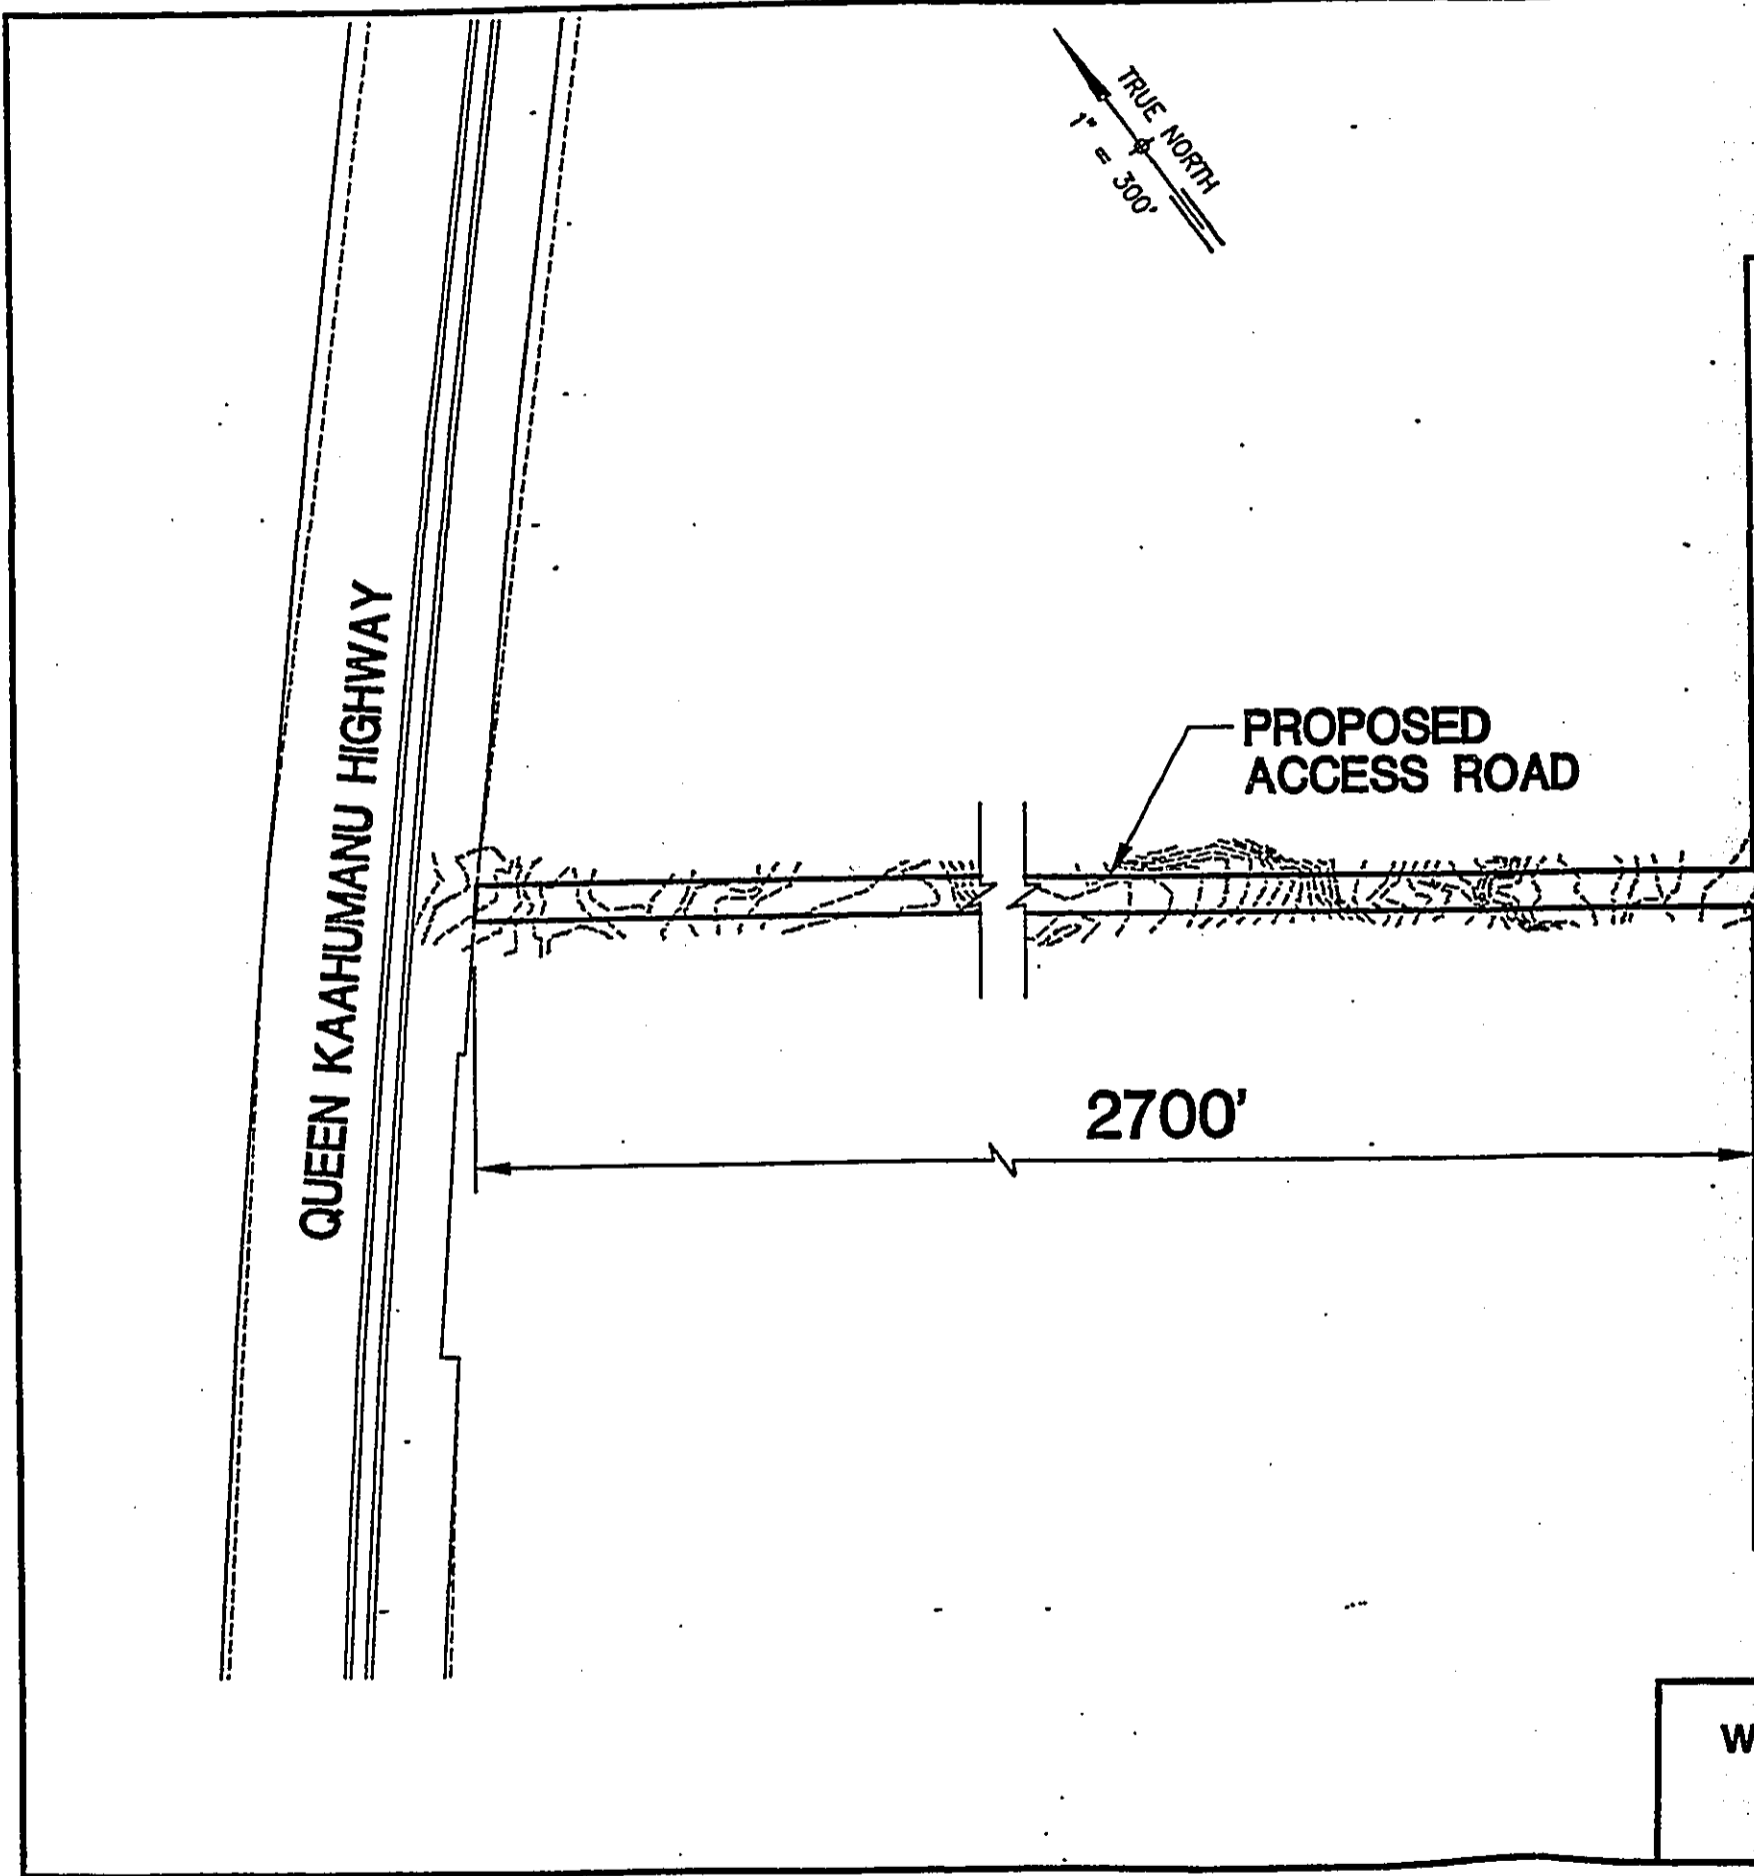 TRUE NORTH
1" = 300'
QUEEN KAAHUMANU HIGHWAY
PROPOSED
ACCESS ROAD
2700'
W